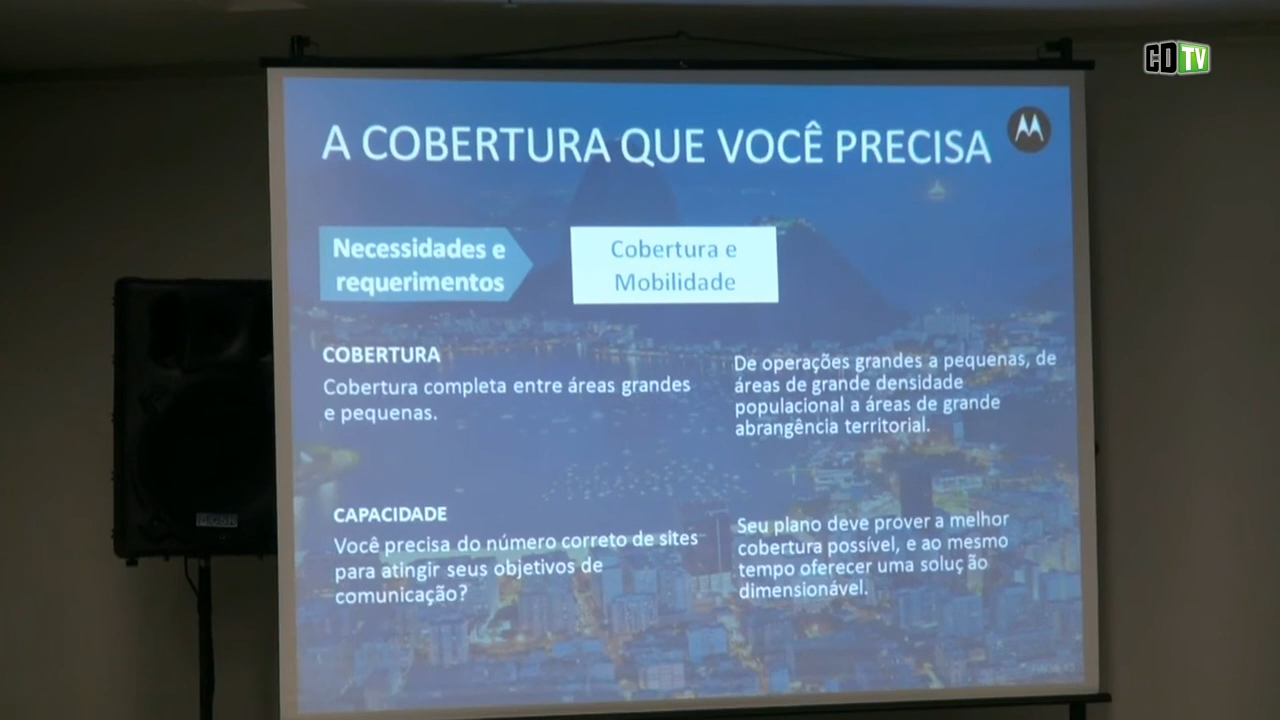 CDTV
A COBERTURA QUE VOCÊ PRECISA
Necessidades e
requerimentos
Cobertura e
Mobilidade
COBERTURA
Cobertura completa entre áreas grandes
e pequenas.
De operações grandes a pequenas, de
áreas de grande densidade
populacional a áreas de grande
abrangência territorial.
CAPACIDADE
Você precisa do número correto de sites
para atingir seus objetivos de
comunicação?
Seu plano deve prover a melhor
cobertura possível, e ao mesmo
tempo oferecer uma soluç ão
dimensionável.